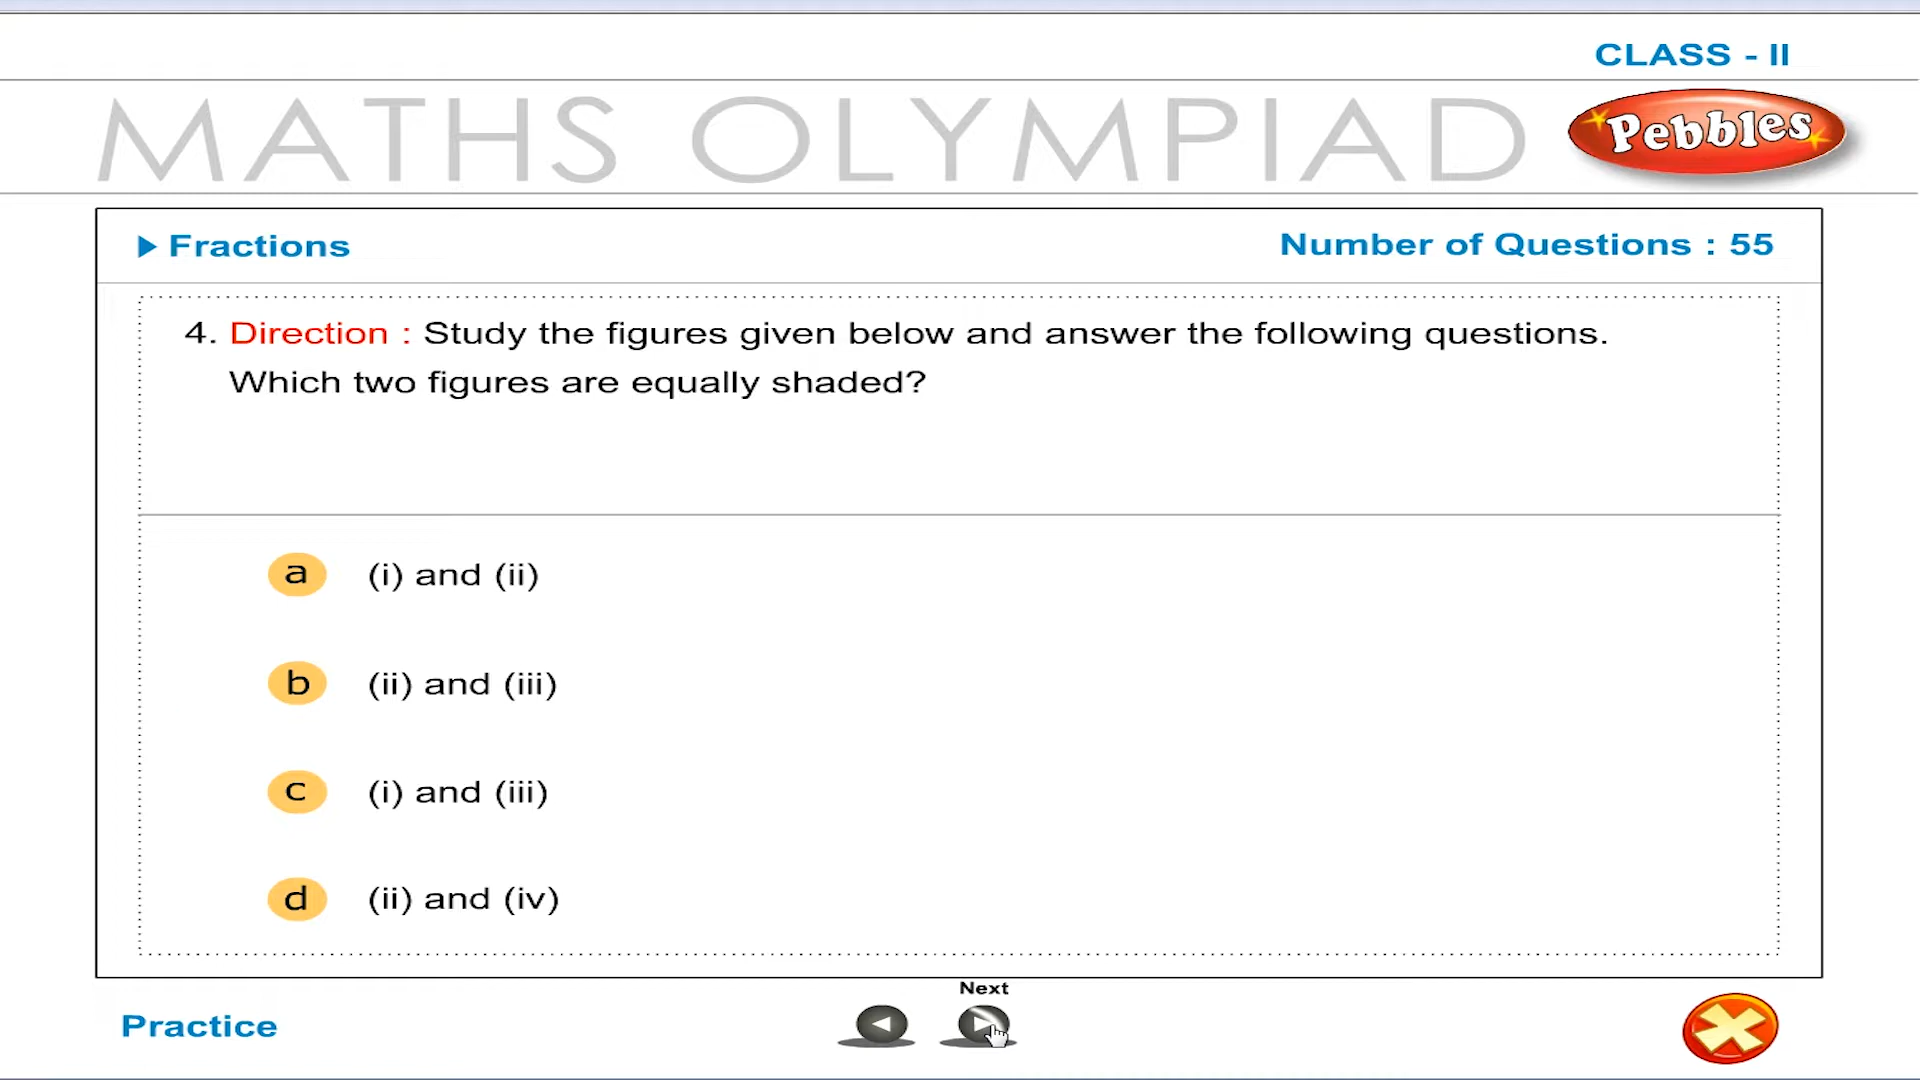 CLASS - II
MATHS OLYMPIAD
Pebbles
Fractions
Number of Questions : 55
4. Direction : Study the figures given below and answer the following questions.
Which two figures are equally shaded?
a (i) and (ii)
b (ii) and (iii)
c (i) and (iii)
d (ii) and (iv)
Next
Practice